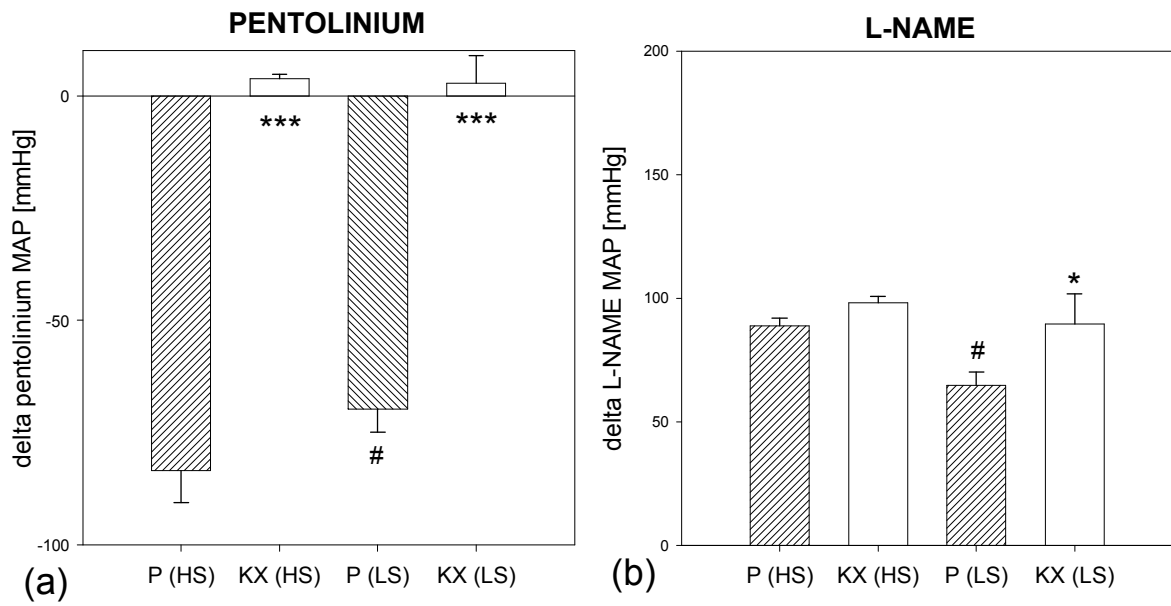 PENTOLINIUM
delta pentolinium MAP [mmHg]
0
-50
-100
***
***
#
P (HS) KX (HS) P (LS) KX (LS)
(a)
L-NAME
delta L-NAME MAP [mmHg]
200
150
100
50
0
#
*
P (HS) KX (HS) P (LS) KX (LS)
(b)